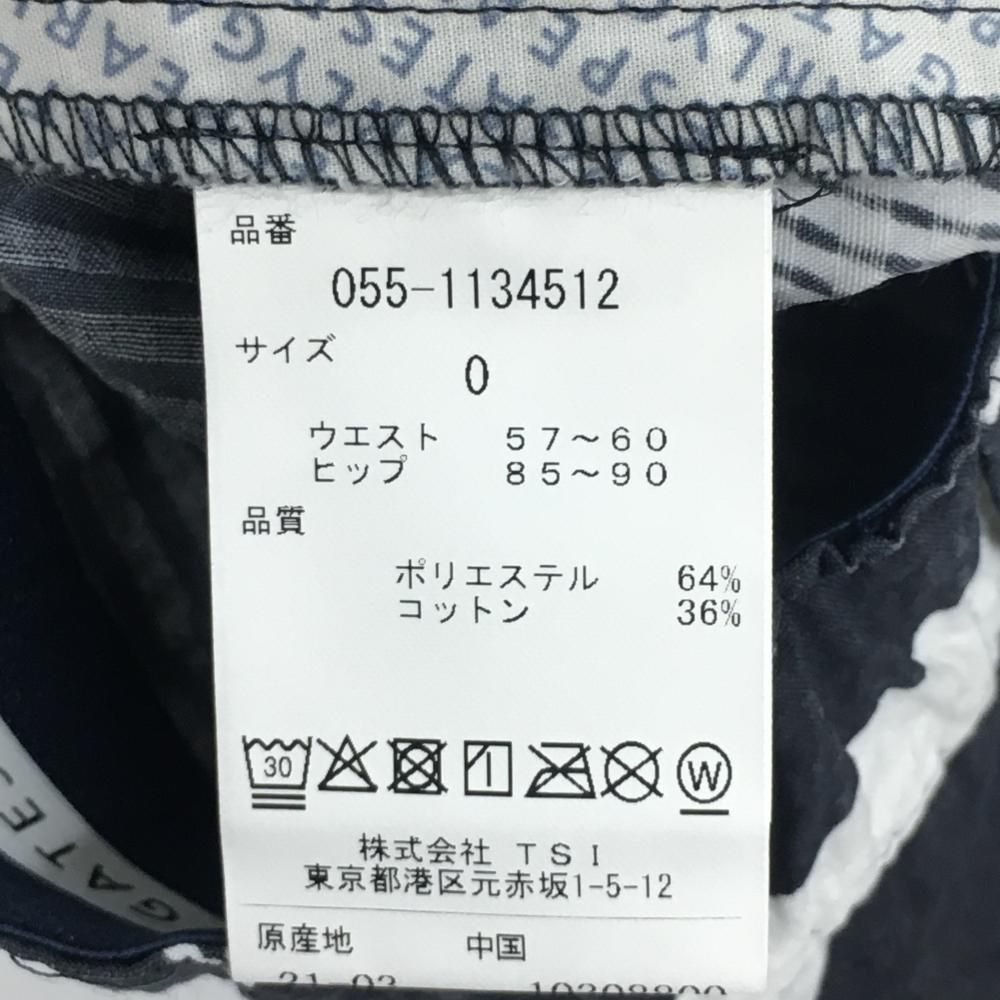 品番
055-1134512
サイズ
0
ウエスト 57～60
ヒップ 85～90
品質
ポリエステル 64%
コットン 36%
30
W
株式会社 TSI
東京都港区元赤坂1-5-12
原産地 中国
GATES